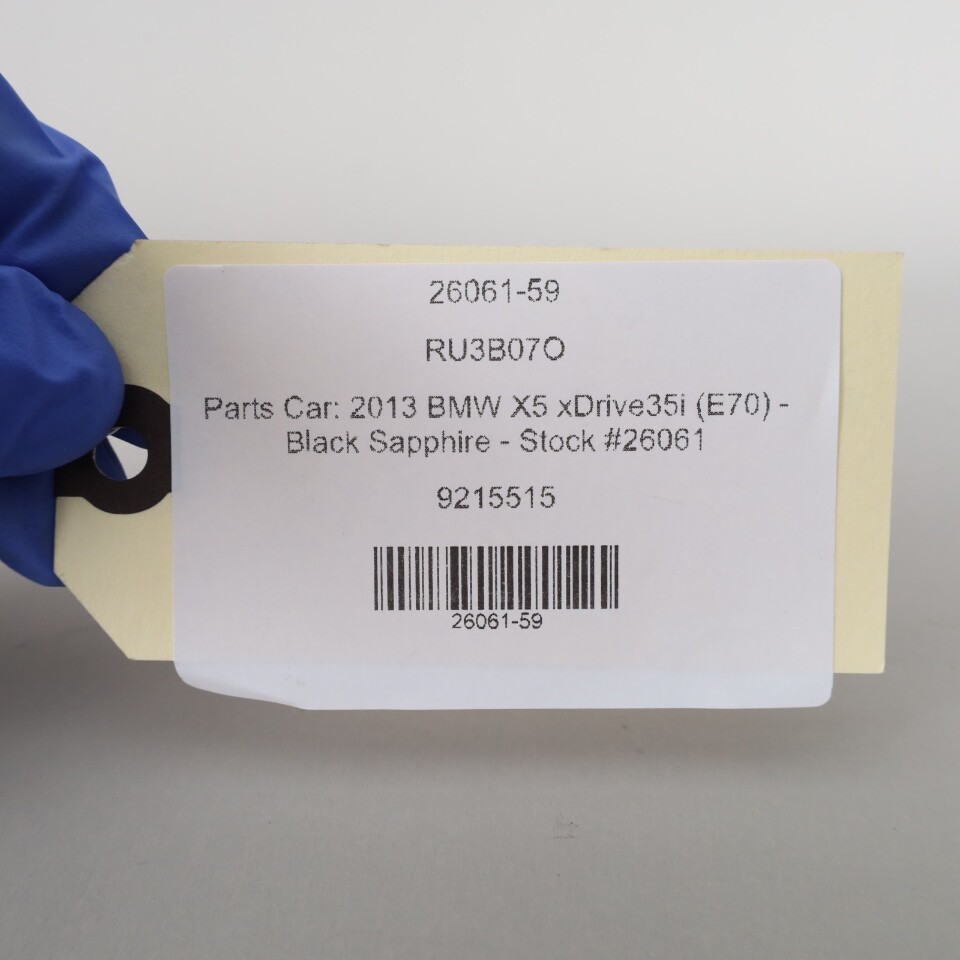 26061-59
RU3B07O
Parts Car: 2013 BMW X5 xDrive35i (E70) -
Black Sapphire - Stock #26061
9215515
26061-59